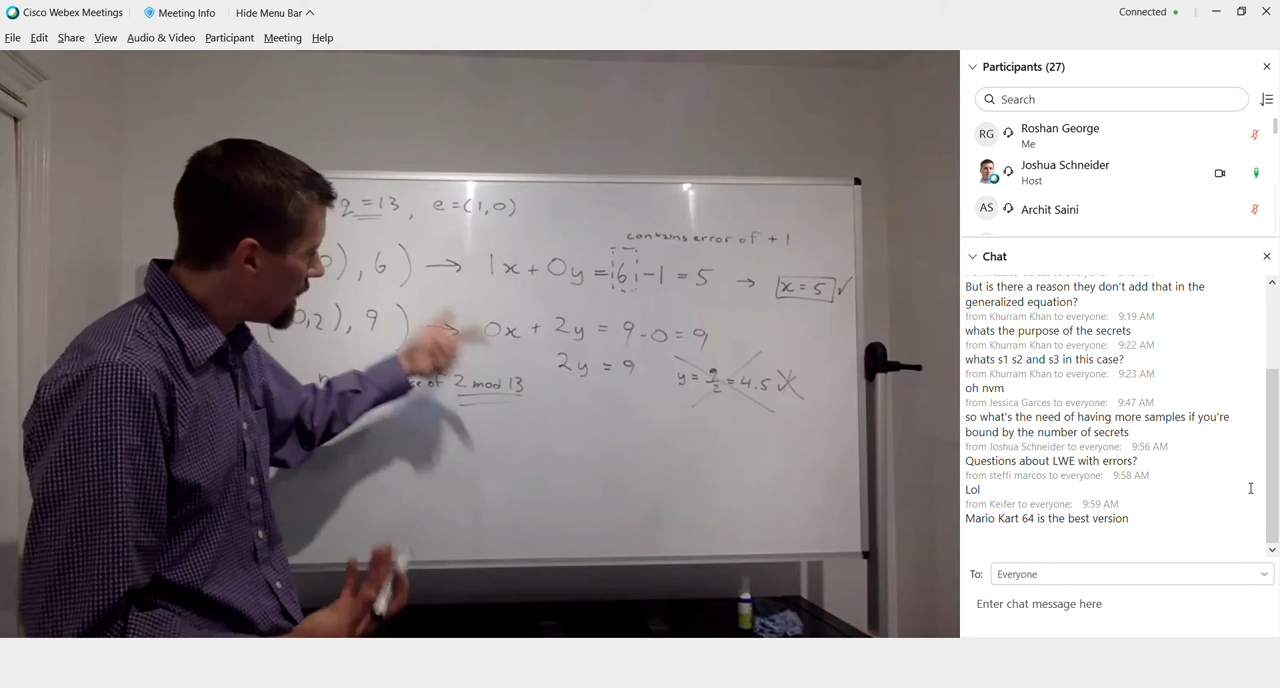 Cisco Webex Meetings
Meeting Info
Hide Menu Bar
Connected
File Edit Share View Audio & Video Participant Meeting Help
q = 13, e = (1,0)
contains error of +1
), 6 ) → 1x + 0y = 6 - 1 = 5 → x = 5 ✓
0,2), 9 ) → 0x + 2y = 9 - 0 = 9
2y = 9
y = 9/2 = 4.5
of 2 mod 13
Participants (27)
Search
RG
Roshan George
Me
Joshua Schneider
Host
AS
Archit Saini
Chat
But is there a reason they don't add that in the
generalized equation?
from Khurram Khan to everyone: 9:19 AM
whats the purpose of the secrets
from Khurram Khan to everyone: 9:22 AM
whats s1 s2 and s3 in this case?
from Khurram Khan to everyone: 9:23 AM
oh nvm
from Jessica Garces to everyone: 9:47 AM
so what's the need of having more samples if you're
bound by the number of secrets
from Joshua Schneider to everyone: 9:56 AM
Questions about LWE with errors?
from steffi marcos to everyone: 9:58 AM
Lol
from Keifer to everyone: 9:59 AM
Mario Kart 64 is the best version
To: Everyone
Enter chat message here